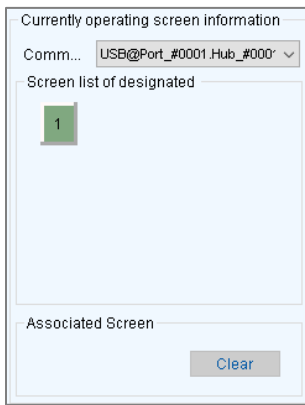 Currently operating screen information
Comm... USB@Port_#0001.Hub_#000
Screen list of designated
1
Associated Screen
Clear